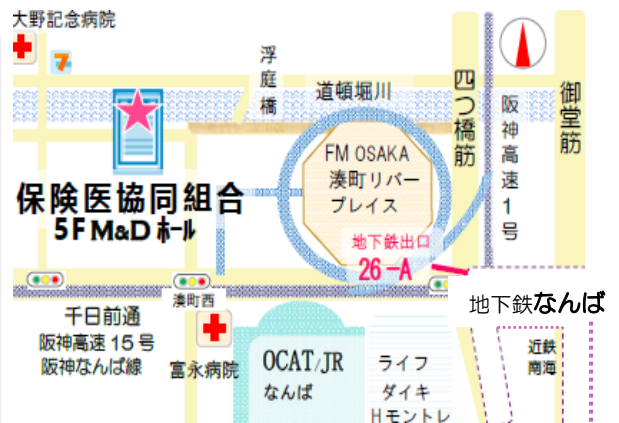 大野記念病院
7
浮庭橋
道頓堀川
四つ橋筋
阪神高速1号
御堂筋
FM OSAKA
湊町リバー
プレイス
保険医協同組合
5F M&Dホール
地下鉄出口
26-A
地下鉄なんば
湊町西
千日前通
阪神高速15号
阪神なんば線
富永病院
OCAT/JR
なんば
ライフ
ダイキ
Hモントレ
近鉄
南海